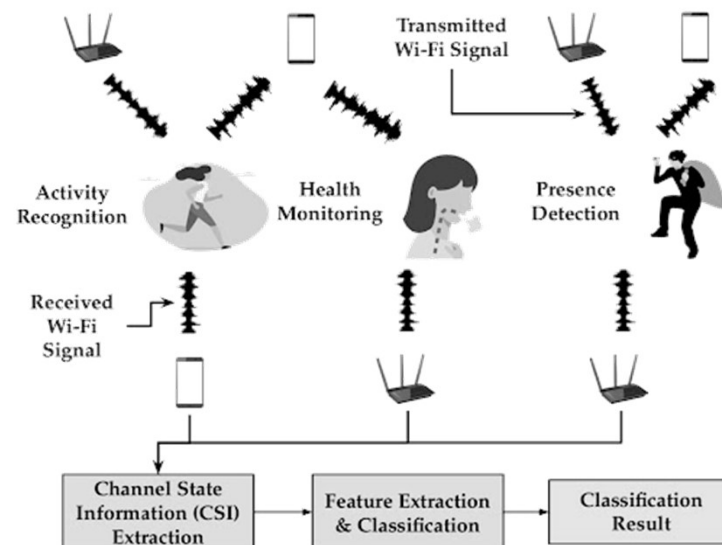 Transmitted
Wi-Fi Signal
Activity
Recognition
Health
Monitoring
Presence
Detection
Received
Wi-Fi
Signal
Channel State
Information (CSI)
Extraction
Feature Extraction
& Classification
Classification
Result